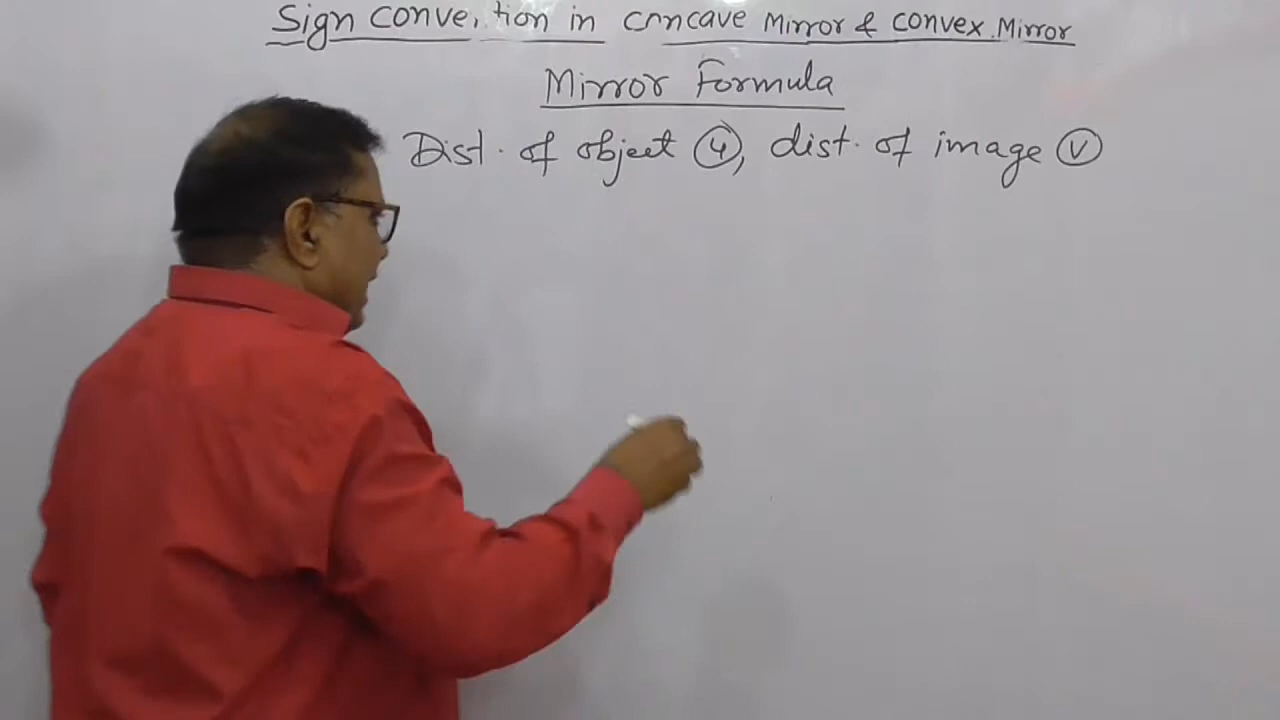 Sign Convention in Concave Mirror & Convex Mirror
Mirror Formula
Dist. of object (u), dist. of image (v)